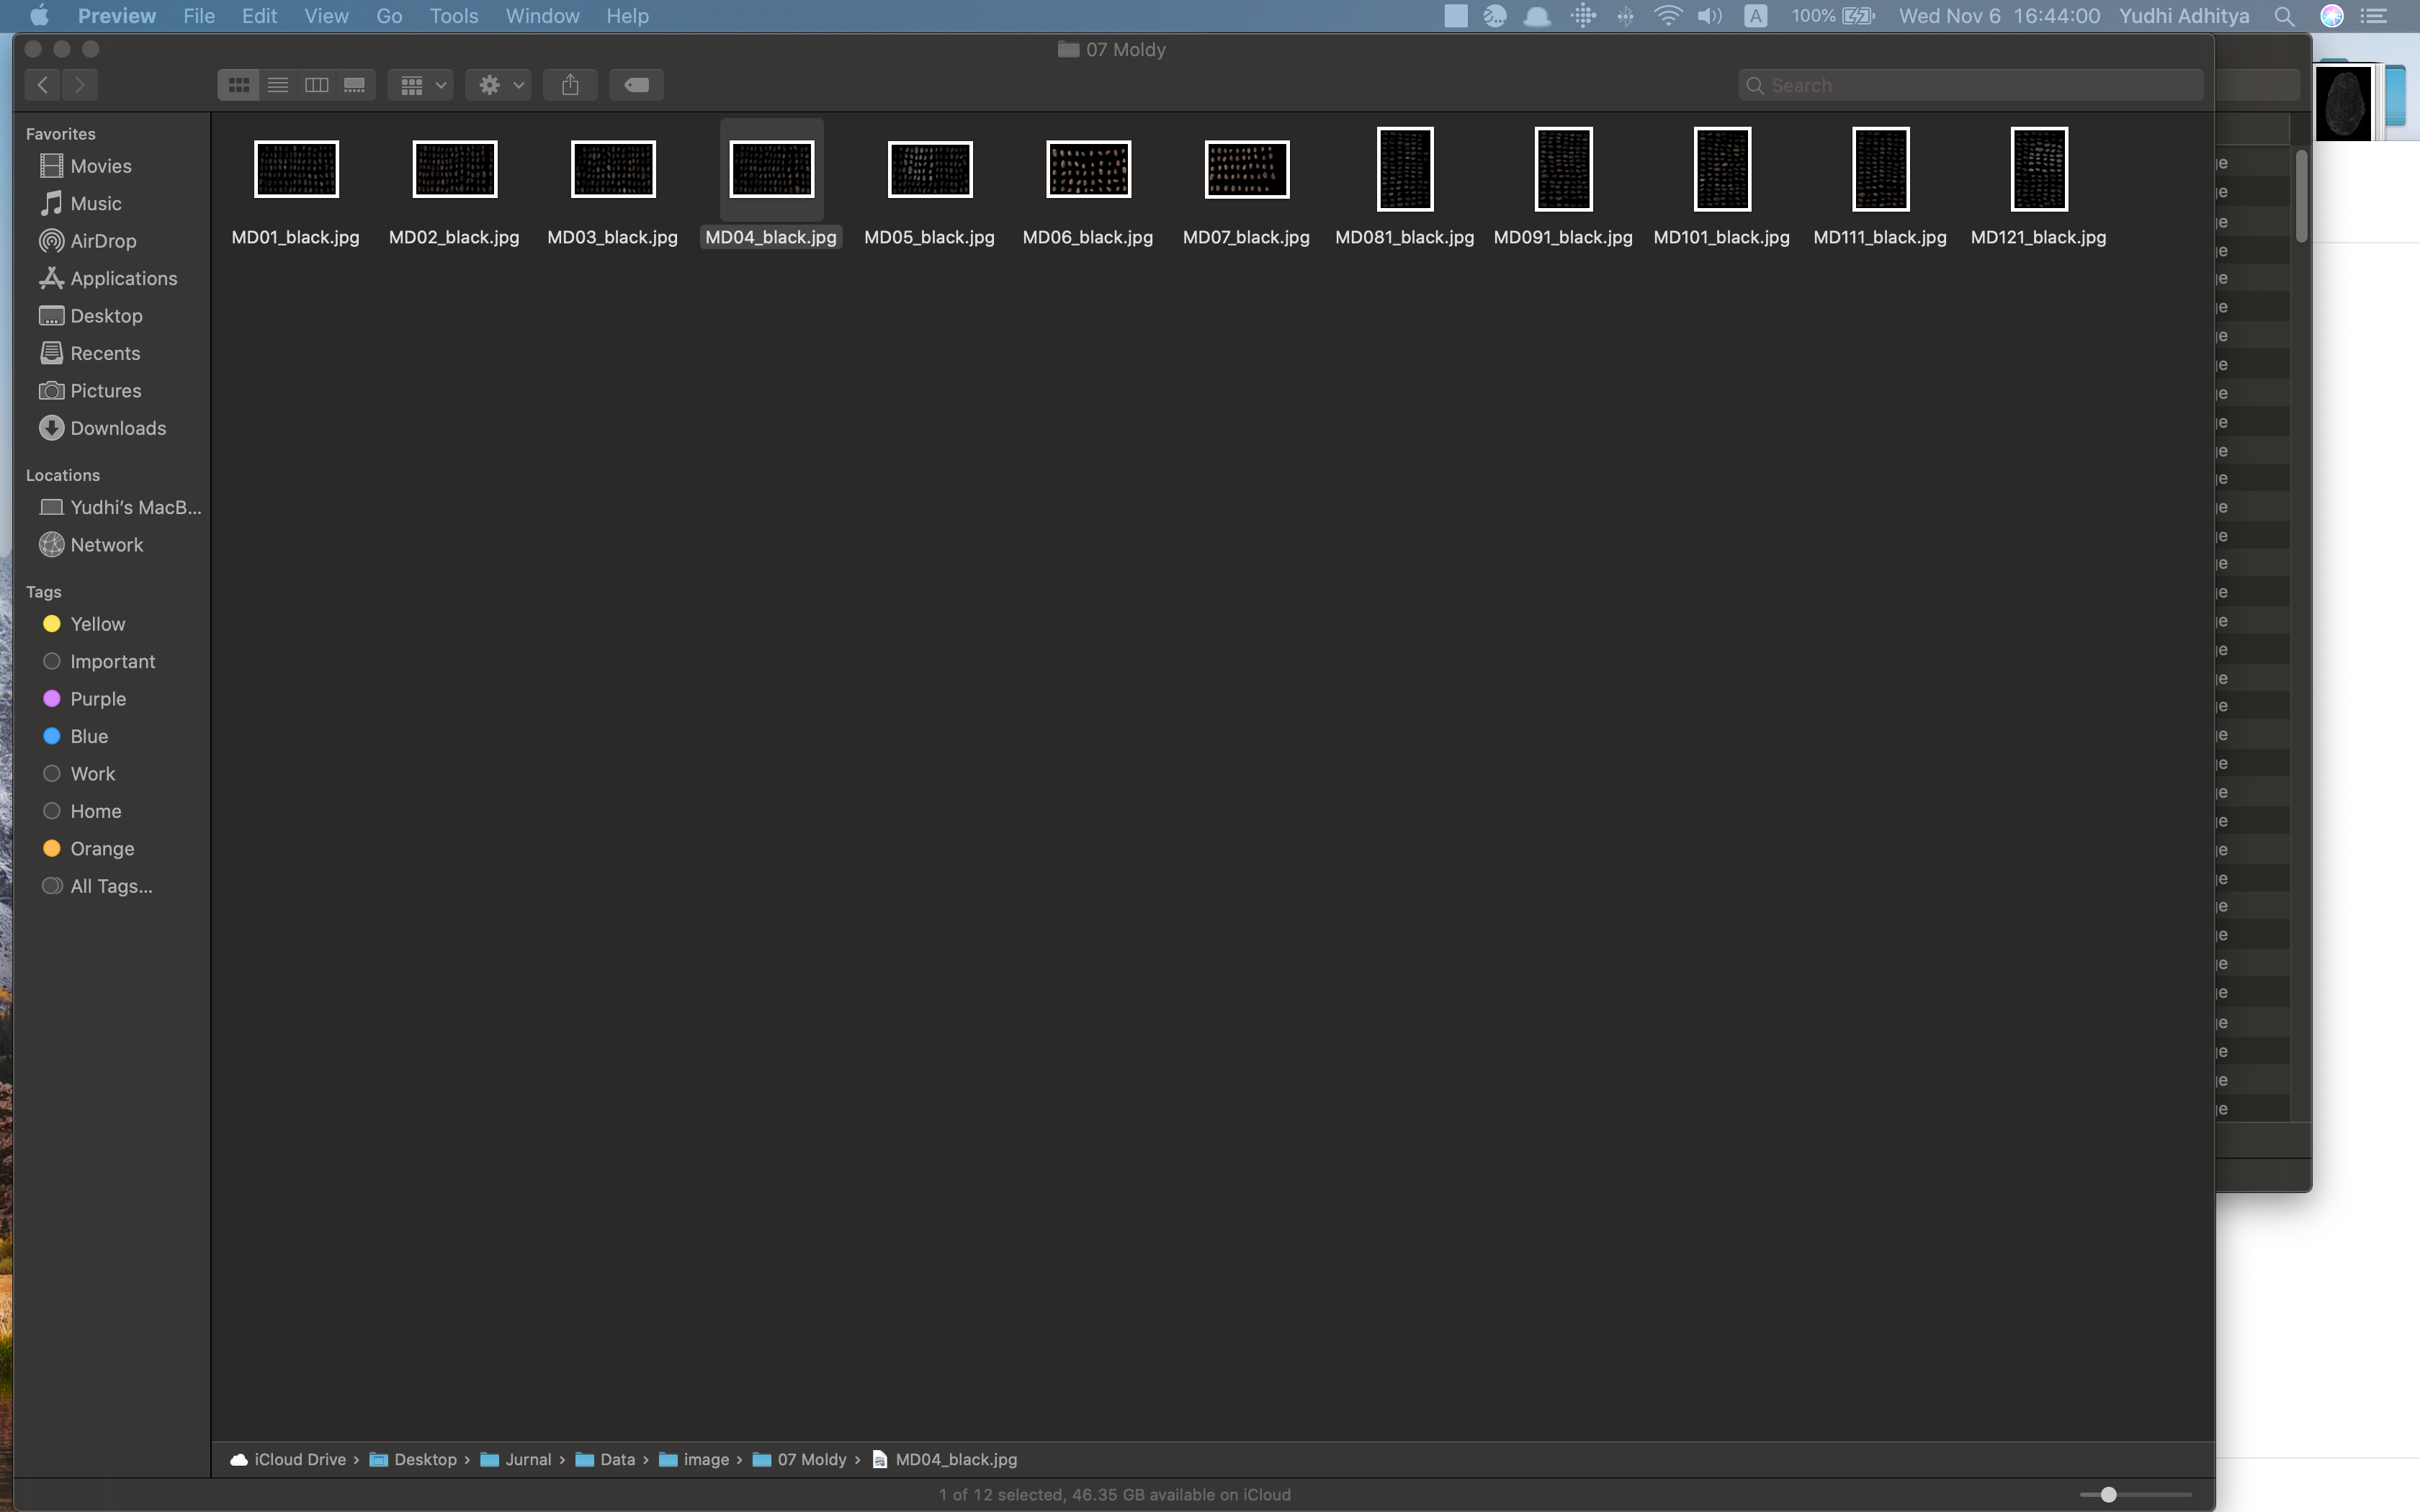 Preview File Edit View Go Tools Window Help A 100% Wed Nov 6 16:44:00 Yudhi Adhitya
07 Moldy
Search
Favorites
Movies
Music
AirDrop
Applications
Desktop
Recents
Pictures
Downloads
Locations
Yudhi's MacB...
Network
Tags
Yellow
Important
Purple
Blue
Work
Home
Orange
All Tags...
MD01_black.jpg MD02_black.jpg MD03_black.jpg MD04_black.jpg MD05_black.jpg MD06_black.jpg MD07_black.jpg MD081_black.jpg MD091_black.jpg MD101_black.jpg MD111_black.jpg MD121_black.jpg
iCloud Drive › Desktop › Jurnal › Data › image › 07 Moldy › MD04_black.jpg
1 of 12 selected, 46.35 GB available on iCloud